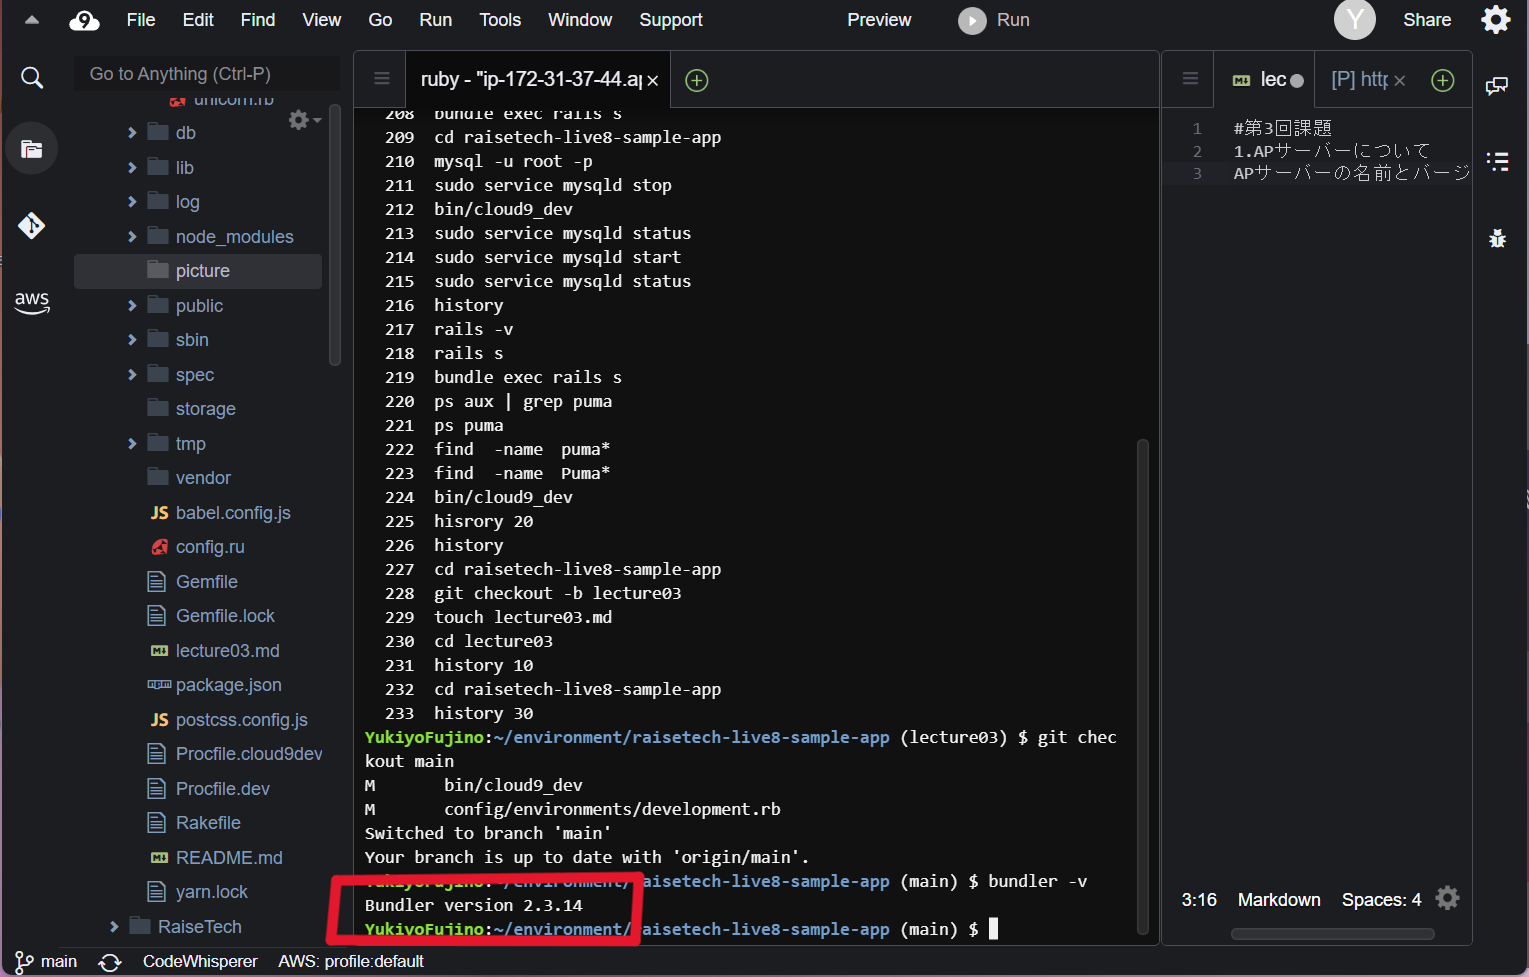 File Edit Find View Go Run Tools Window Support Preview Run Y Share
Go to Anything (Ctrl-P)
unicorn.rb
db
lib
log
node_modules
picture
public
sbin
spec
storage
tmp
vendor
JS babel.config.js
config.ru
Gemfile
Gemfile.lock
lecture03.md
package.json
JS postcss.config.js
Procfile.cloud9dev
Procfile.dev
Rakefile
README.md
yarn.lock
RaiseTech
aws
ruby - "ip-172-31-37-44.ap
208 bundle exec rails s
209 cd raisetech-live8-sample-app
210 mysql -u root -p
211 sudo service mysqld stop
212 bin/cloud9_dev
213 sudo service mysqld status
214 sudo service mysqld start
215 sudo service mysqld status
216 history
217 rails -v
218 rails s
219 bundle exec rails s
220 ps aux | grep puma
221 ps puma
222 find -name puma*
223 find -name Puma*
224 bin/cloud9_dev
225 hisrory 20
226 history
227 cd raisetech-live8-sample-app
228 git checkout -b lecture03
229 touch lecture03.md
230 cd lecture03
231 history 10
232 cd raisetech-live8-sample-app
233 history 30
YukiyoFujino:~/environment/raisetech-live8-sample-app (lecture03) $ git chec
kout main
M bin/cloud9_dev
M config/environments/development.rb
Switched to branch 'main'
Your branch is up to date with 'origin/main'.
YukiyoFujino:~/environment/raisetech-live8-sample-app (main) $ bundler -v
Bundler version 2.3.14
YukiyoFujino:~/environment/raisetech-live8-sample-app (main) $
lec
[P] http
1 #第3回課題
2 1.APサーバーについて
3 APサーバーの名前とバージ
3:16 Markdown Spaces: 4
main CodeWhisperer AWS: profile:default